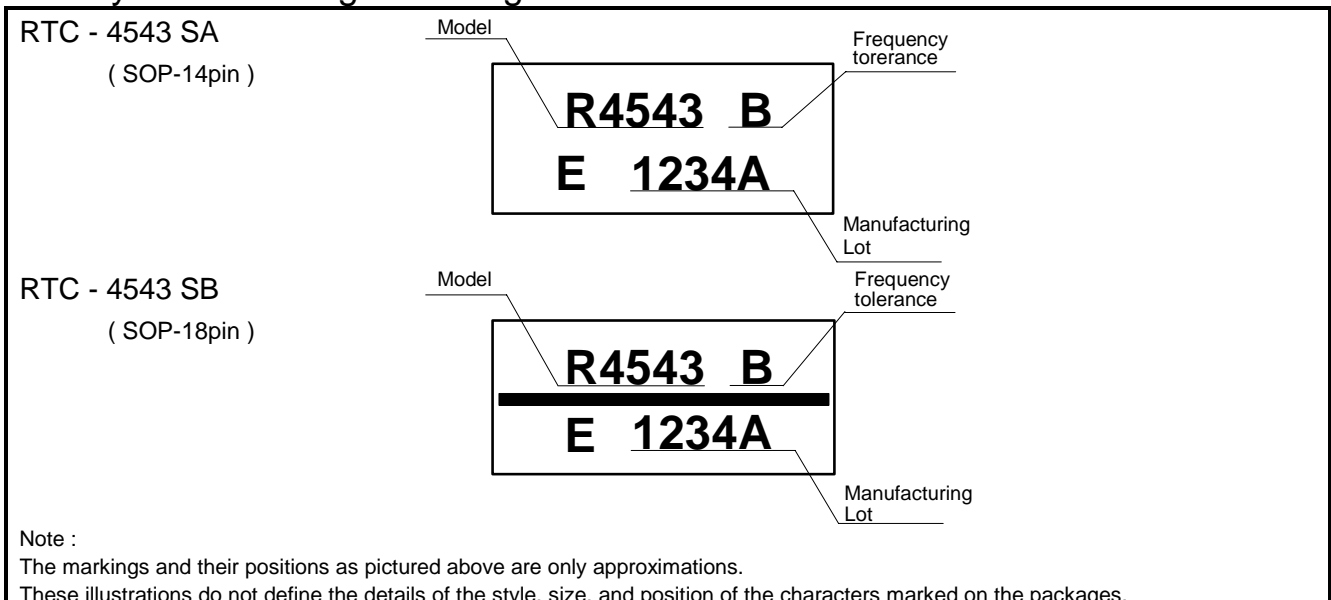 RTC - 4543 SA
( SOP-14pin )
Model
Frequency
torerance
R4543 B
E 1234A
Manufacturing
Lot
RTC - 4543 SB
( SOP-18pin )
Model
Frequency
tolerance
R4543 B
E 1234A
Manufacturing
Lot
Note :
The markings and their positions as pictured above are only approximations.
These illustrations do not define the details of the style, size, and position of the characters marked on the packages.